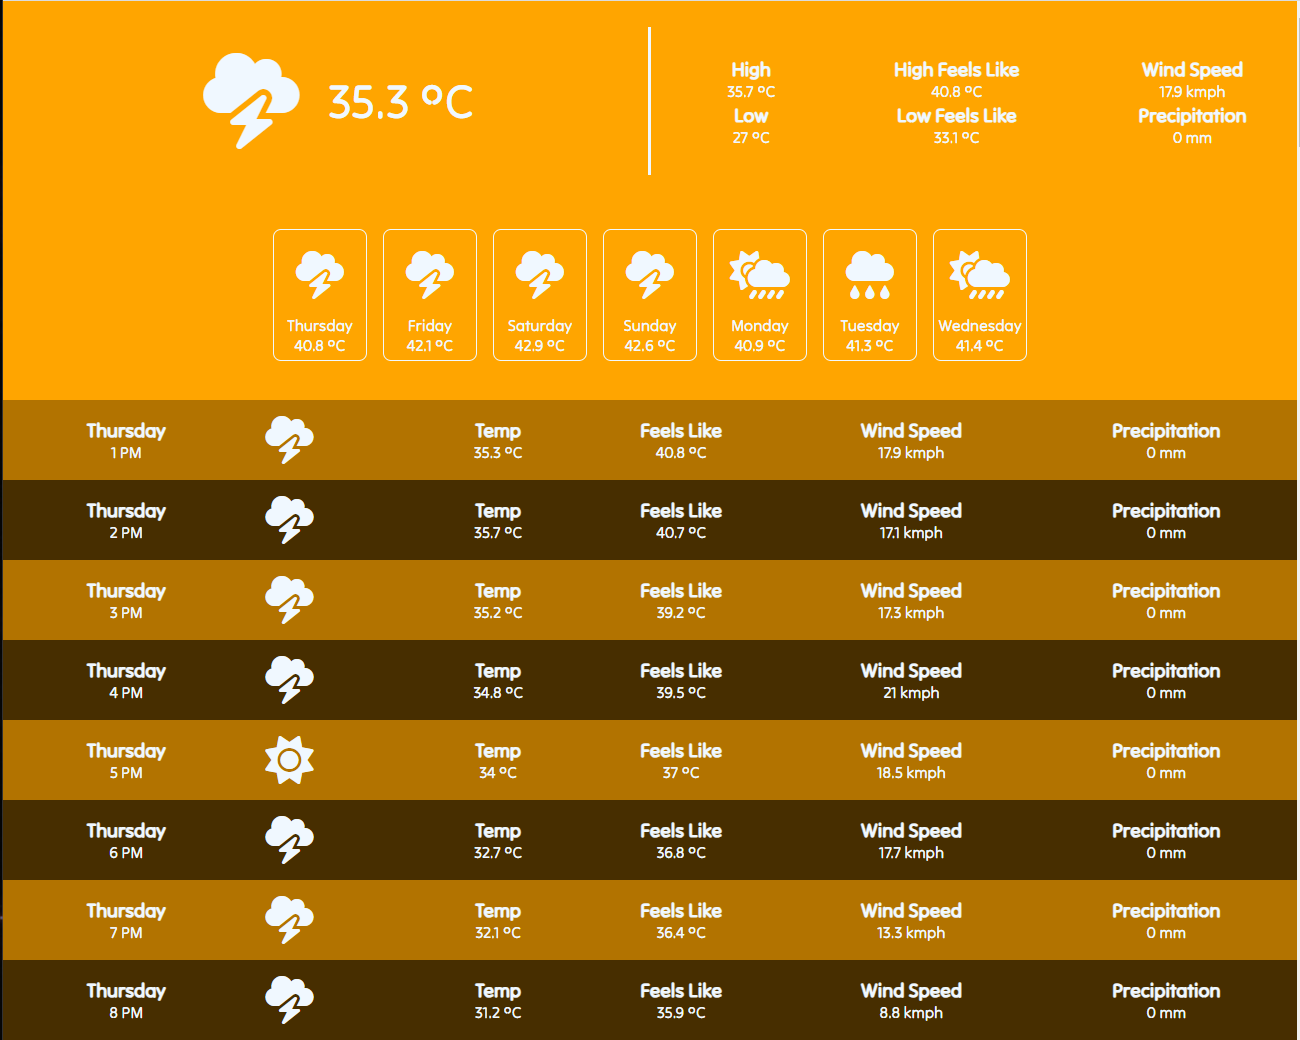 35.3 °C
High High Feels Like Wind Speed
35.7 °C 40.8 °C 17.9 kmph
Low Low Feels Like Precipitation
27 °C 33.1 °C 0 mm
Thursday Friday Saturday Sunday Monday Tuesday Wednesday
40.8 °C 42.1 °C 42.9 °C 42.6 °C 40.9 °C 41.3 °C 41.4 °C
Thursday Temp Feels Like Wind Speed Precipitation
1 PM 35.3 °C 40.8 °C 17.9 kmph 0 mm
Thursday Temp Feels Like Wind Speed Precipitation
2 PM 35.7 °C 40.7 °C 17.1 kmph 0 mm
Thursday Temp Feels Like Wind Speed Precipitation
3 PM 35.2 °C 39.2 °C 17.3 kmph 0 mm
Thursday Temp Feels Like Wind Speed Precipitation
4 PM 34.8 °C 39.5 °C 21 kmph 0 mm
Thursday Temp Feels Like Wind Speed Precipitation
5 PM 34 °C 37 °C 18.5 kmph 0 mm
Thursday Temp Feels Like Wind Speed Precipitation
6 PM 32.7 °C 36.8 °C 17.7 kmph 0 mm
Thursday Temp Feels Like Wind Speed Precipitation
7 PM 32.1 °C 36.4 °C 13.3 kmph 0 mm
Thursday Temp Feels Like Wind Speed Precipitation
8 PM 31.2 °C 35.9 °C 8.8 kmph 0 mm